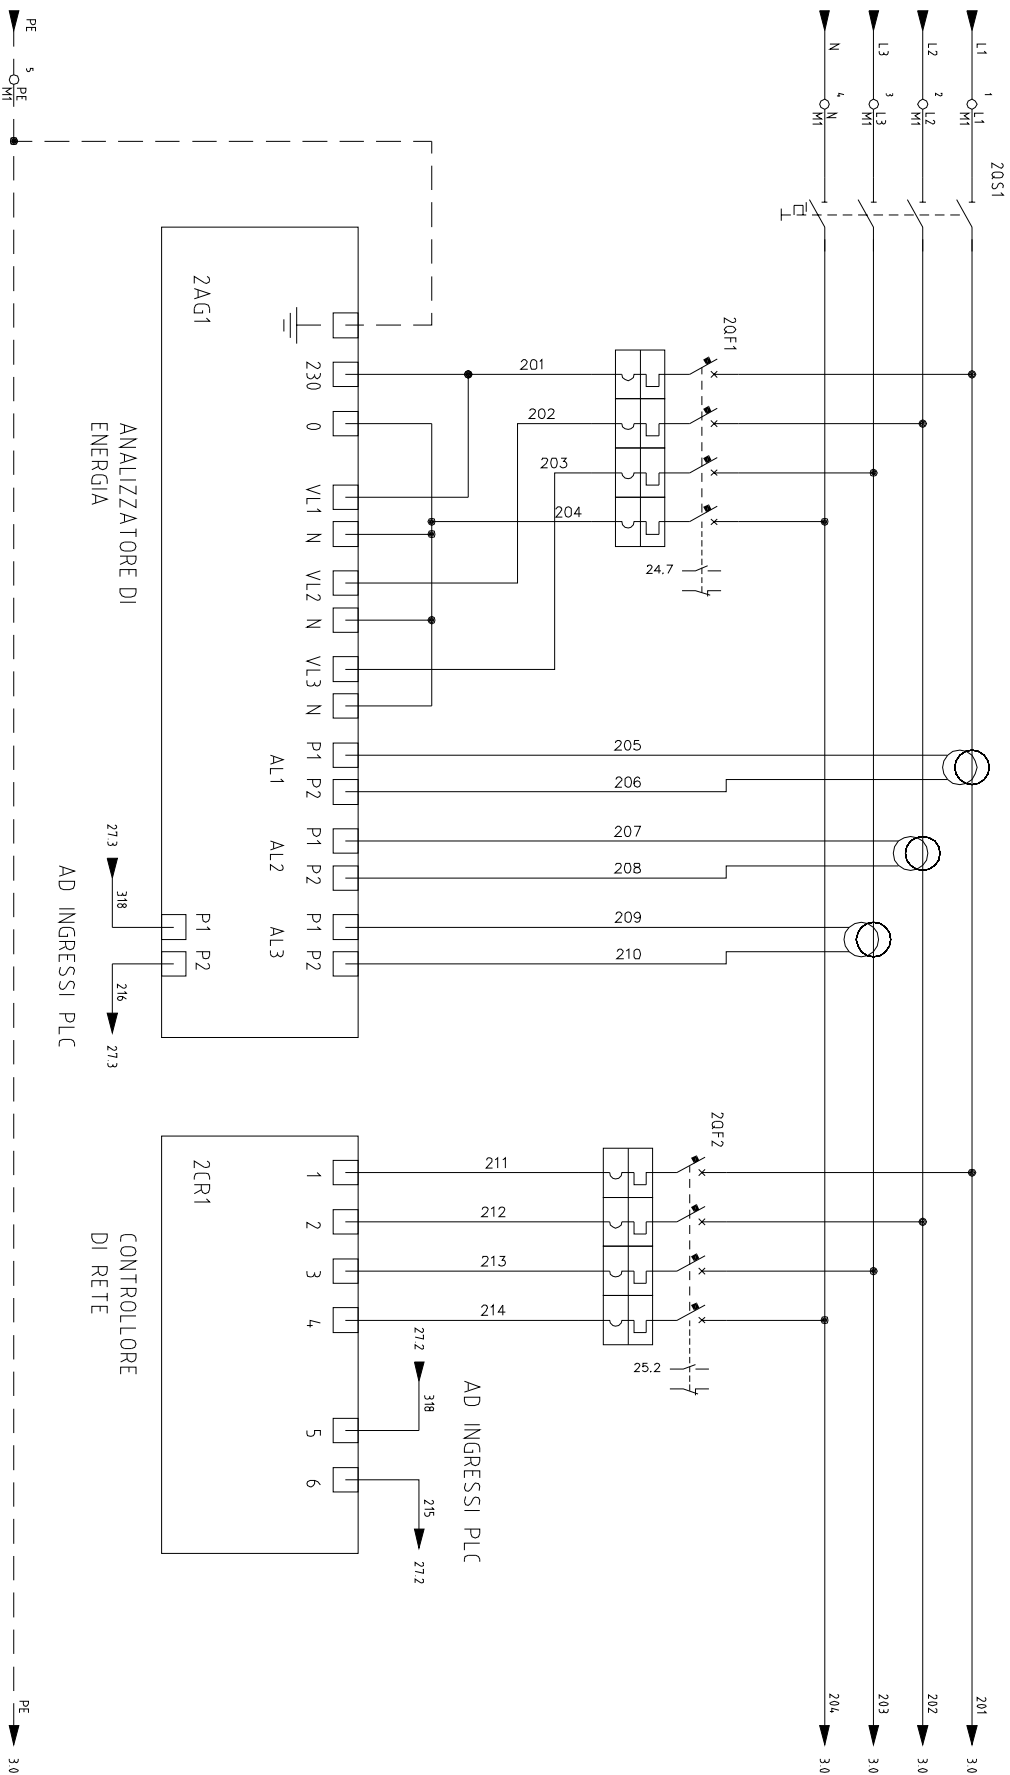 L1
L2
L3
N
PE
1
L1
M1
2
L2
M1
3
L3
M1
4
N
M1
5
PE
M1
2QS1
2QF1
24.7
201
202
203
204
2AG1
ANALIZZATORE DI
ENERGIA
230
0
VL1
N
VL2
N
VL3
N
P1
P2
AL1
P1
P2
AL2
P1
P2
AL3
205
206
207
208
209
210
P1
P2
27.3
318
216
27.3
AD INGRESSI PLC
2QF2
25.2
211
212
213
214
2CR1
CONTROLLORE
DI RETE
1
2
3
4
5
6
27.2
318
215
27.2
AD INGRESSI PLC
201
3.0
202
3.0
203
3.0
204
3.0
PE
3.0